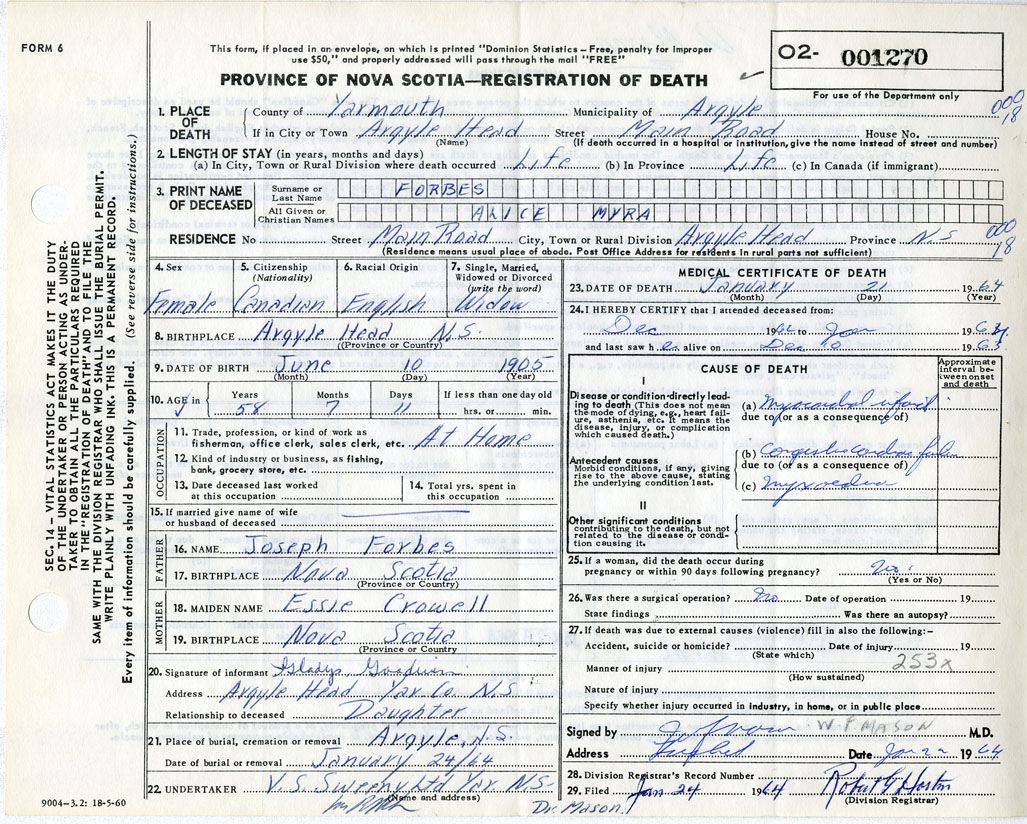 FORM 6
This form, if placed in an envelope, on which is printed "Dominion Statistics – Free, penalty for improper
use $50," and properly addressed will pass through the mail "FREE"
O2- 001270
For use of the Department only
PROVINCE OF NOVA SCOTIA—REGISTRATION OF DEATH
000
18
1. PLACE OF DEATH County of Yarmouth Municipality of Argyle
If in City or Town Argyle Head Street Main Road House No.
(Name) (If death occurred in a hospital or institution, give the name instead of street and number)
2. LENGTH OF STAY (in years, months and days)
(a) In City, Town or Rural Division where death occurred Life (b) In Province Life (c) In Canada (if immigrant)
3. PRINT NAME OF DECEASED Surname or Last Name FORBES
All Given or Christian Names ALICE MYRA
000
18
RESIDENCE No Street Main Road City, Town or Rural Division Argyle Head Province N.S
(Residence means usual place of abode. Post Office Address for residents in rural parts not sufficient)
4. Sex 5. Citizenship (Nationality) 6. Racial Origin 7. Single, Married, Widowed or Divorced (write the word)
Female Canadian English Widow
8. BIRTHPLACE Argyle Head N.S.
(Province or Country)
9. DATE OF BIRTH June 10 1905
(Month) (Day) (Year)
10. AGE in Years Months Days If less than one day old
58 7 11 hrs. or min.
OCCUPATION
11. Trade, profession, or kind of work as
fisherman, office clerk, sales clerk, etc. At Home
12. Kind of industry or business, as fishing,
bank, grocery store, etc.
13. Date deceased last worked
at this occupation
14. Total yrs. spent in
this occupation
15. If married give name of wife
or husband of deceased
FATHER
16. NAME Joseph Forbes
17. BIRTHPLACE Nova Scotia
(Province or Country)
MOTHER
18. MAIDEN NAME Essie Crowell
19. BIRTHPLACE Nova Scotia
(Province or Country
20. Signature of informant Gladys Goodwin
Address Argyle Head Yar. Co. N.S
Relationship to deceased Daughter
21. Place of burial, cremation or removal Argyle, N.S.
Date of burial or removal January 24/64
22. UNDERTAKER V. S. Sweeny Ltd Yar. N.S-
(Name and address)
Dr. Mason.
9004–3.2: 18-5-60
MEDICAL CERTIFICATE OF DEATH
23. DATE OF DEATH January 21 1964
(Month) (Day) (Year)
24. I HEREBY CERTIFY that I attended deceased from:
Dec 1962 to Jan 196
and last saw h er alive on Dec 10 1963
CAUSE OF DEATH
Approximate interval between onset and death
I
Disease or condition directly leading to death (This does not mean the mode of dying, e.g., heart failure, asthenia, etc. It means the disease, injury, or complication which caused death.)
(a) Myocardial infarct
due to (or as a consequence of)
Antecedent causes
Morbid conditions, if any, giving rise to the above cause, stating the underlying condition last.
(b) Congestive cardiac failure
due to (or as a consequence of)
(c) Myxoedema
II
Other significant conditions
contributing to the death, but not related to the disease or condition causing it.
25. If a woman, did the death occur during
pregnancy or within 90 days following pregnancy? No.
(Yes or No)
26. Was there a surgical operation? No Date of operation 19
State findings Was there an autopsy?
27. If death was due to external causes (violence) fill in also the following:–
Accident, suicide or homicide? Date of injury 19
(State which)
253x
Manner of injury
(How sustained)
Nature of injury
Specify whether injury occurred in industry, in home, or in public place
Signed by W F MASON M.D.
Address Date Jan 22 1964
28. Division Registrar's Record Number
29. Filed Jan 24 1964
(Division Registrar)
SEC. 14 – VITAL STATISTICS ACT MAKES IT THE DUTY
OF THE UNDERTAKER OR PERSON ACTING AS UNDER-
TAKER TO OBTAIN ALL THE PARTICULARS REQUIRED
IN THE "REGISTRATION OF DEATH" AND TO FILE THE
SAME WITH THE DIVISION REGISTRAR WHO SHALL ISSUE THE BURIAL PERMIT.
WRITE PLAINLY WITH UNFADING INK. THIS IS A PERMANENT RECORD.
Every item of information should be carefully supplied. (See reverse side for instructions.)